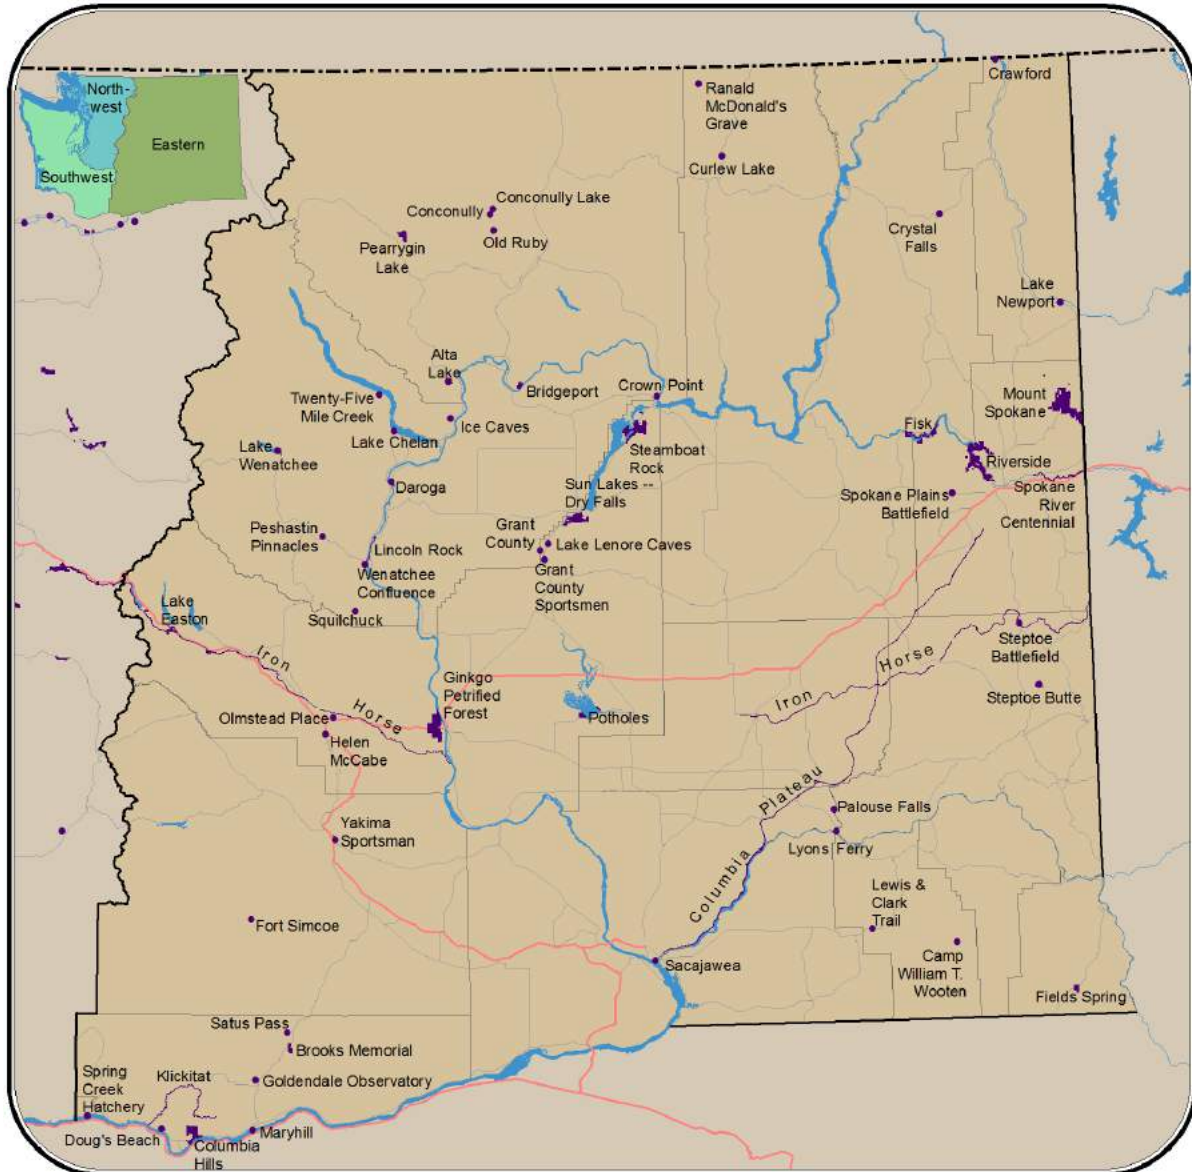 North-
west
Eastern
Southwest
Crawford
Ranald
McDonald's
Grave
Curlew Lake
Conconully Lake
Conconully
Old Ruby
Pearrygin
Lake
Crystal
Falls
Lake
Newport
Alta
Lake
Bridgeport
Crown Point
Twenty-Five
Mile Creek
Mount
Spokane
Ice Caves
Lake Chelan
Fisk
Lake
Wenatchee
Steamboat
Rock
Riverside
Sun Lakes --
Dry Falls
Daroga
Spokane Plains
Battlefield
Spokane
River
Centennial
Peshastin
Pinnacles
Grant
County
Lake Lenore Caves
Lincoln Rock
Wenatchee
Confluence
Grant
County
Sportsmen
Lake
Easton
Squilchuck
Steptoe
Battlefield
Iron
Horse
Iron
Horse
Ginkgo
Petrified
Forest
Steptoe Butte
Olmstead Place
Potholes
Helen
McCabe
Columbia
Plateau
Palouse Falls
Yakima
Sportsman
Lyons Ferry
Lewis &
Clark
Trail
Fort Simcoe
Sacajawea
Camp
William T.
Wooten
Fields Spring
Satus Pass
Brooks Memorial
Spring
Creek
Hatchery
Klickitat
Goldendale Observatory
Doug's Beach
Columbia
Hills
Maryhill